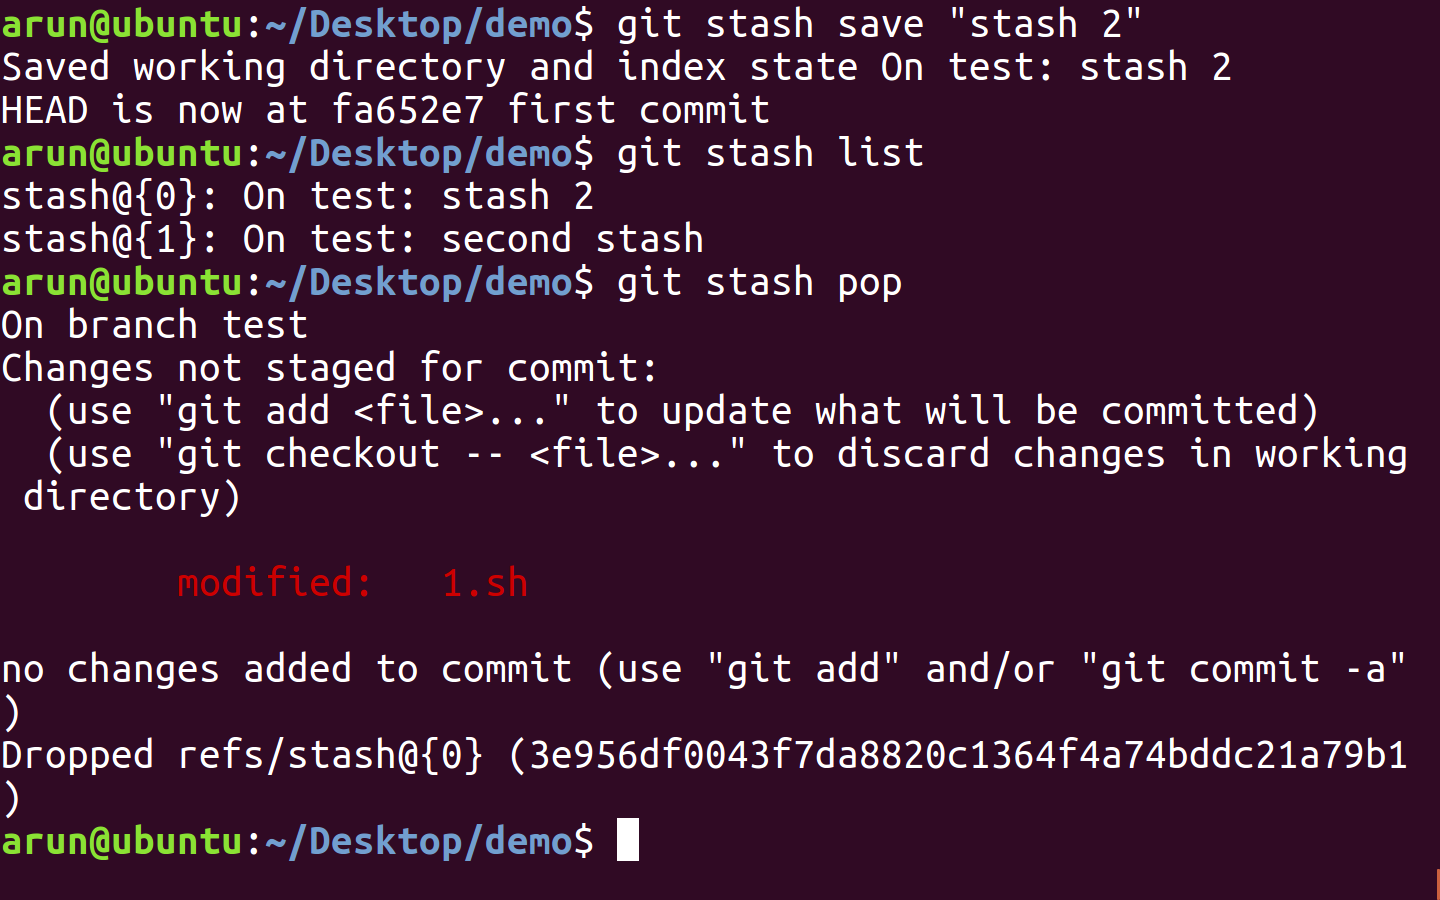 arun@ubuntu:~/Desktop/demo$ git stash save "stash 2"
Saved working directory and index state On test: stash 2
HEAD is now at fa652e7 first commit
arun@ubuntu:~/Desktop/demo$ git stash list
stash@{0}: On test: stash 2
stash@{1}: On test: second stash
arun@ubuntu:~/Desktop/demo$ git stash pop
On branch test
Changes not staged for commit:
  (use "git add <file>..." to update what will be committed)
  (use "git checkout -- <file>..." to discard changes in working
 directory)
        modified:   1.sh
no changes added to commit (use "git add" and/or "git commit -a"
)
Dropped refs/stash@{0} (3e956df0043f7da8820c1364f4a74bddc21a79b1
)
arun@ubuntu:~/Desktop/demo$